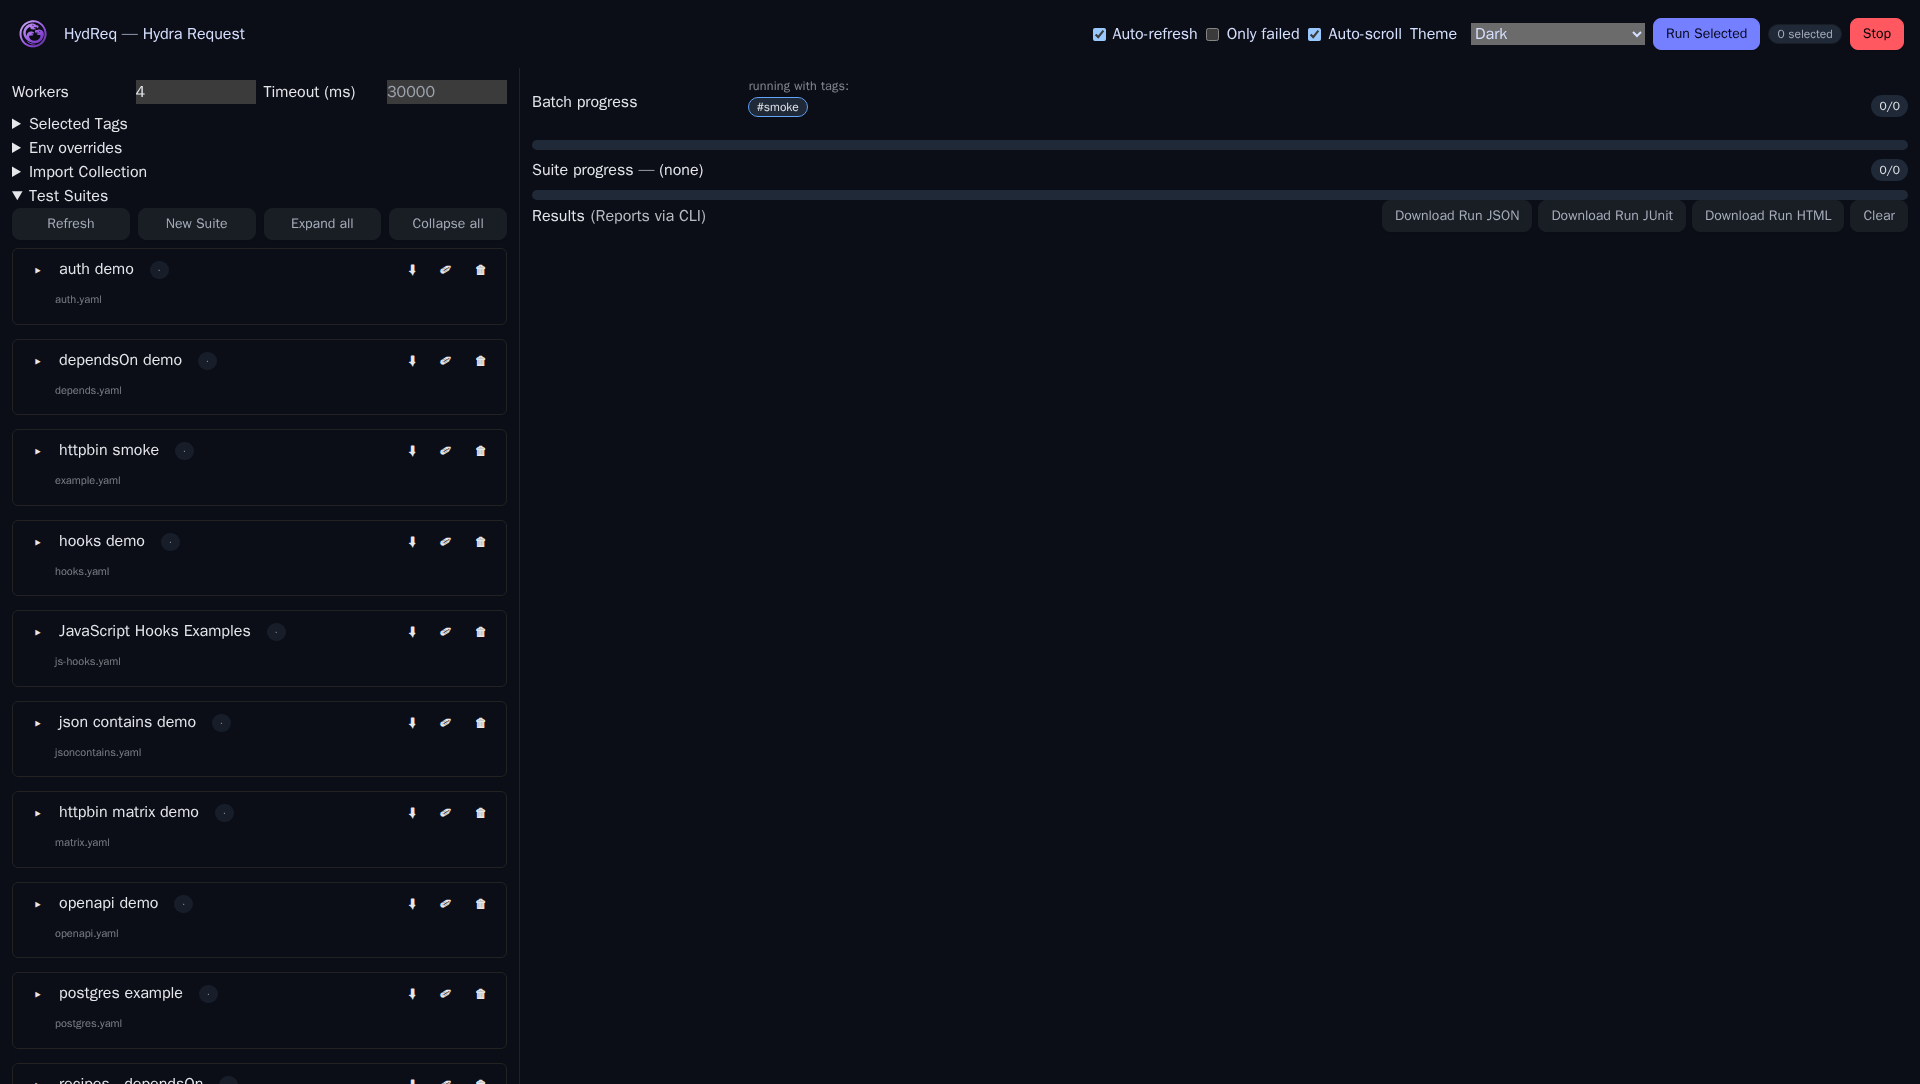 HydReq — Hydra Request
Auto-refresh Only failed Auto-scroll Theme Dark Run Selected 0 selected Stop
Workers 4 Timeout (ms) 30000
Selected Tags
Env overrides
Import Collection
Test Suites
Refresh New Suite Expand all Collapse all
auth demo
auth.yaml
dependsOn demo
depends.yaml
httpbin smoke
example.yaml
hooks demo
hooks.yaml
JavaScript Hooks Examples
js-hooks.yaml
json contains demo
jsoncontains.yaml
httpbin matrix demo
matrix.yaml
openapi demo
openapi.yaml
postgres example
postgres.yaml
recipes - dependsOn
running with tags:
Batch progress #smoke 0/0
Suite progress — (none) 0/0
Results (Reports via CLI) Download Run JSON Download Run JUnit Download Run HTML Clear